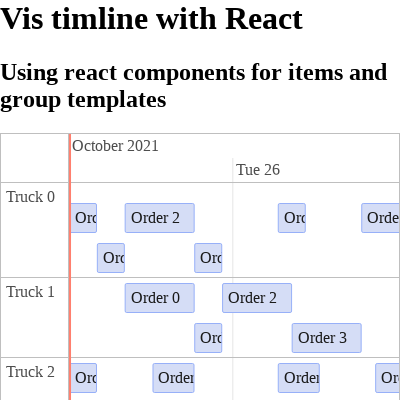 Vis timline with React
Using react components for items and
group templates
October 2021
Tue 26
Truck 0
Ord
Order 2
Ord
Orde
Ord
Ord
Truck 1
Order 0
Order 2
Ord
Order 3
Truck 2
Ord
Order
Order
Or